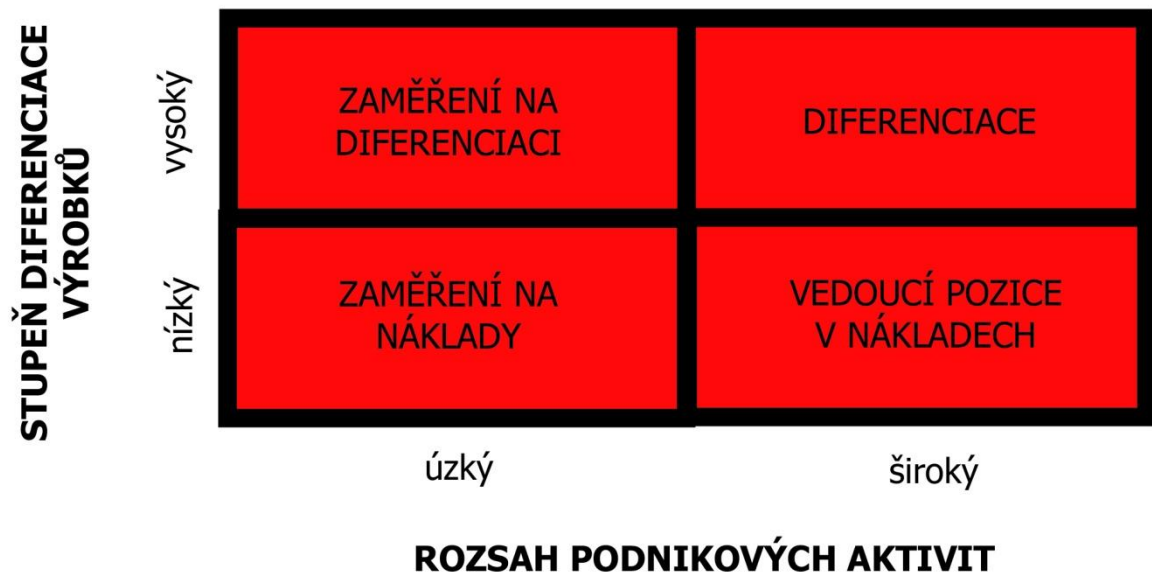 STUPEŇ DIFERENCIACE
VÝROBKŮ
vysoký
ZAMĚŘENÍ NA
DIFERENCIACI
DIFERENCIACE
nízký
ZAMĚŘENÍ NA
NÁKLADY
VEDOUCÍ POZICE
V NÁKLADECH
úzký
široký
ROZSAH PODNIKOVÝCH AKTIVIT